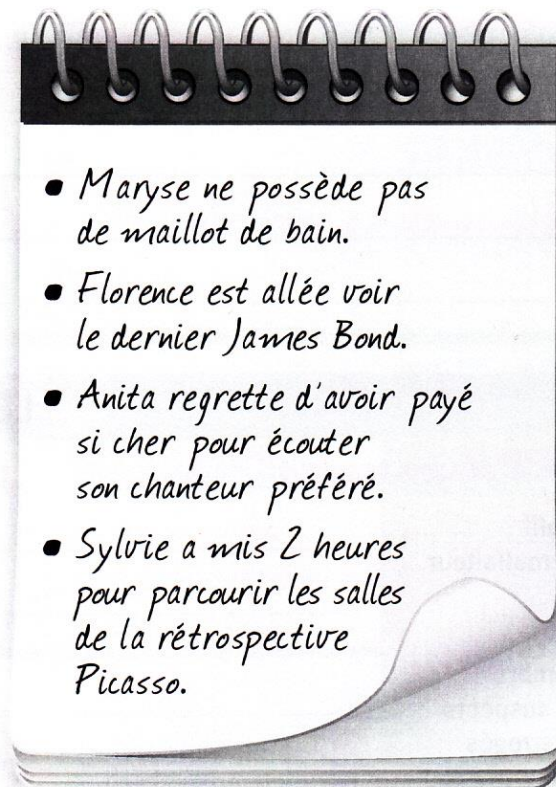 • Maryse ne possède pas
de maillot de bain.
• Florence est allée voir
le dernier James Bond.
• Anita regrette d'avoir payé
si cher pour écouter
son chanteur préféré.
• Sylvie a mis 2 heures
pour parcourir les salles
de la rétrospective
Picasso.